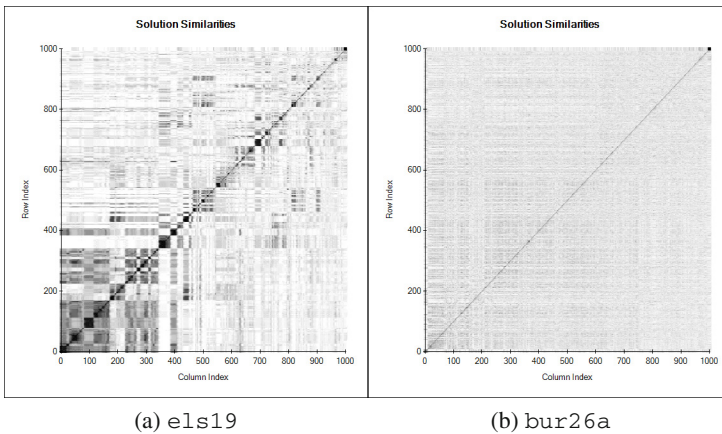 Solution Similarities
1000
800
600
400
200
0
Row Index
0 100 200 300 400 500 600 700 800 900 1000
Column Index
(a) els19
Solution Similarities
1000
800
600
400
200
0
Row Index
0 100 200 300 400 500 600 700 800 900 1000
Column Index
(b) bur26a